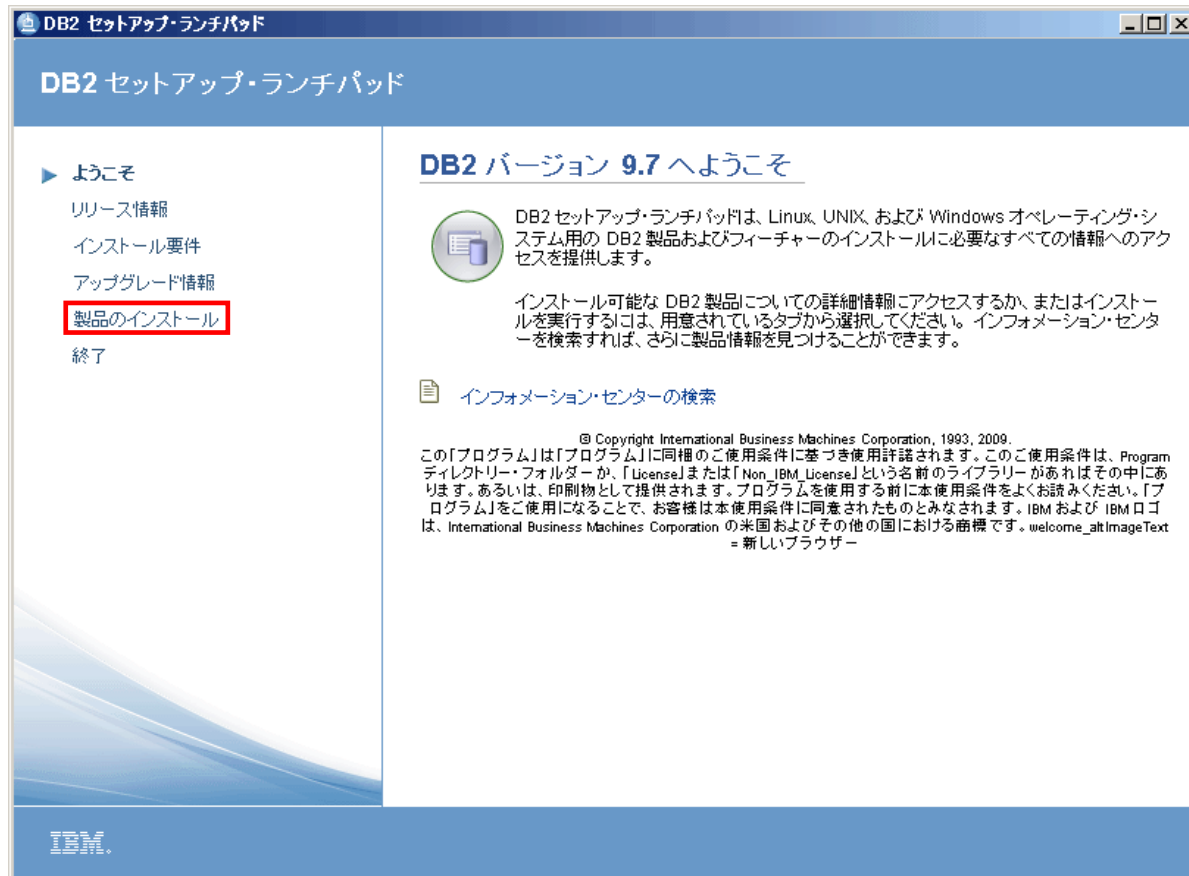 DB2 セットアップ・ランチパッド
DB2 セットアップ・ランチパッド
ようこそ
リリース情報
インストール要件
アップグレード情報
製品のインストール
終了
DB2 バージョン 9.7 へようこそ
DB2 セットアップ・ランチパッドは、Linux、UNIX、および Windows オペレーティング・シ
ステム用の DB2 製品およびフィーチャーのインストールに必要なすべての情報へのアク
セスを提供します。
インストール可能な DB2 製品についての詳細情報にアクセスするか、またはインストー
ルを実行するには、用意されているタブから選択してください。インフォメーション・センタ
ーを検索すれば、さらに製品情報を見つけることができます。
インフォメーション・センターの検索
© Copyright International Business Machines Corporation, 1993, 2009.
この「プログラム」は「プログラム」に同梱のご使用条件に基づき使用許諾されます。このご使用条件は、Program
ディレクトリー・フォルダーか、「License」または「Non_IBM_License」という名前のライブラリーがあればその中にあ
ります。あるいは、印刷物として提供されます。プログラムを使用する前に本使用条件をよくお読みください。「プ
ログラム」をご使用になることで、お客様は本使用条件に同意されたものとみなされます。IBM および IBM ロゴ
は、International Business Machines Corporation の米国およびその他の国における商標です。welcome_altImageText
= 新しいブラウザー
IBM.